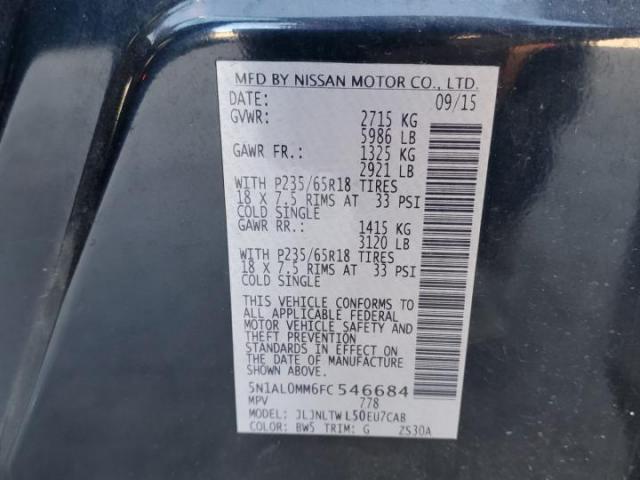 MFD BY NISSAN MOTOR CO., LTD.
DATE: 09/15
GVWR: 2715 KG
5986 LB
GAWR FR.: 1325 KG
2921 LB
WITH P235/65R18 TIRES
18 X 7.5 RIMS AT 33 PSI
COLD SINGLE
GAWR RR.: 1415 KG
3120 LB
WITH P235/65R18 TIRES
18 X 7.5 RIMS AT 33 PSI
COLD SINGLE
THIS VEHICLE CONFORMS TO
ALL APPLICABLE FEDERAL
MOTOR VEHICLE SAFETY AND
THEFT PREVENTION
STANDARDS IN EFFECT ON
THE DATE OF MANUFACTURE
SHOWN ABOVE.
5N1AL0MM6FC 546684
MPV 778
MODEL: JLJNLTW L50EU7CAB
COLOR: BW5 TRIM: G ZS30A